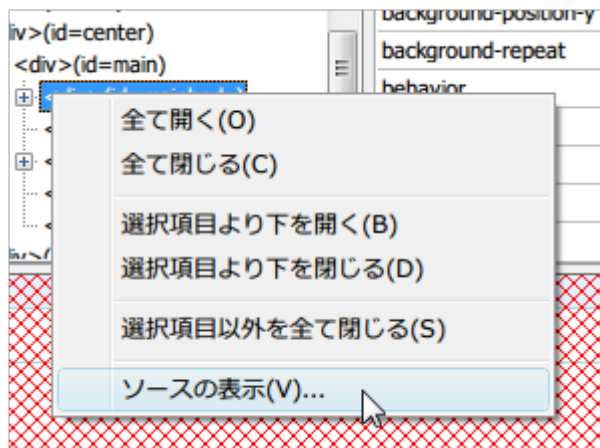 background-position-y
iv>(id=center)
background-repeat
<div>(id=main)
behavior
全て開く(O)
全て閉じる(C)
選択項目より下を開く(B)
選択項目より下を閉じる(D)
選択項目以外を全て閉じる(S)
ソースの表示(V)...